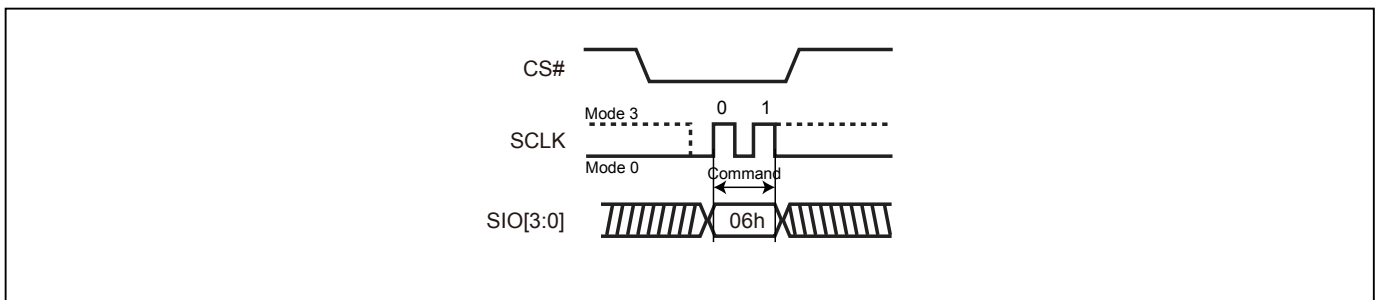 CS#
Mode 3
0 1
SCLK
Mode 0
Command
SIO[3:0]
06h